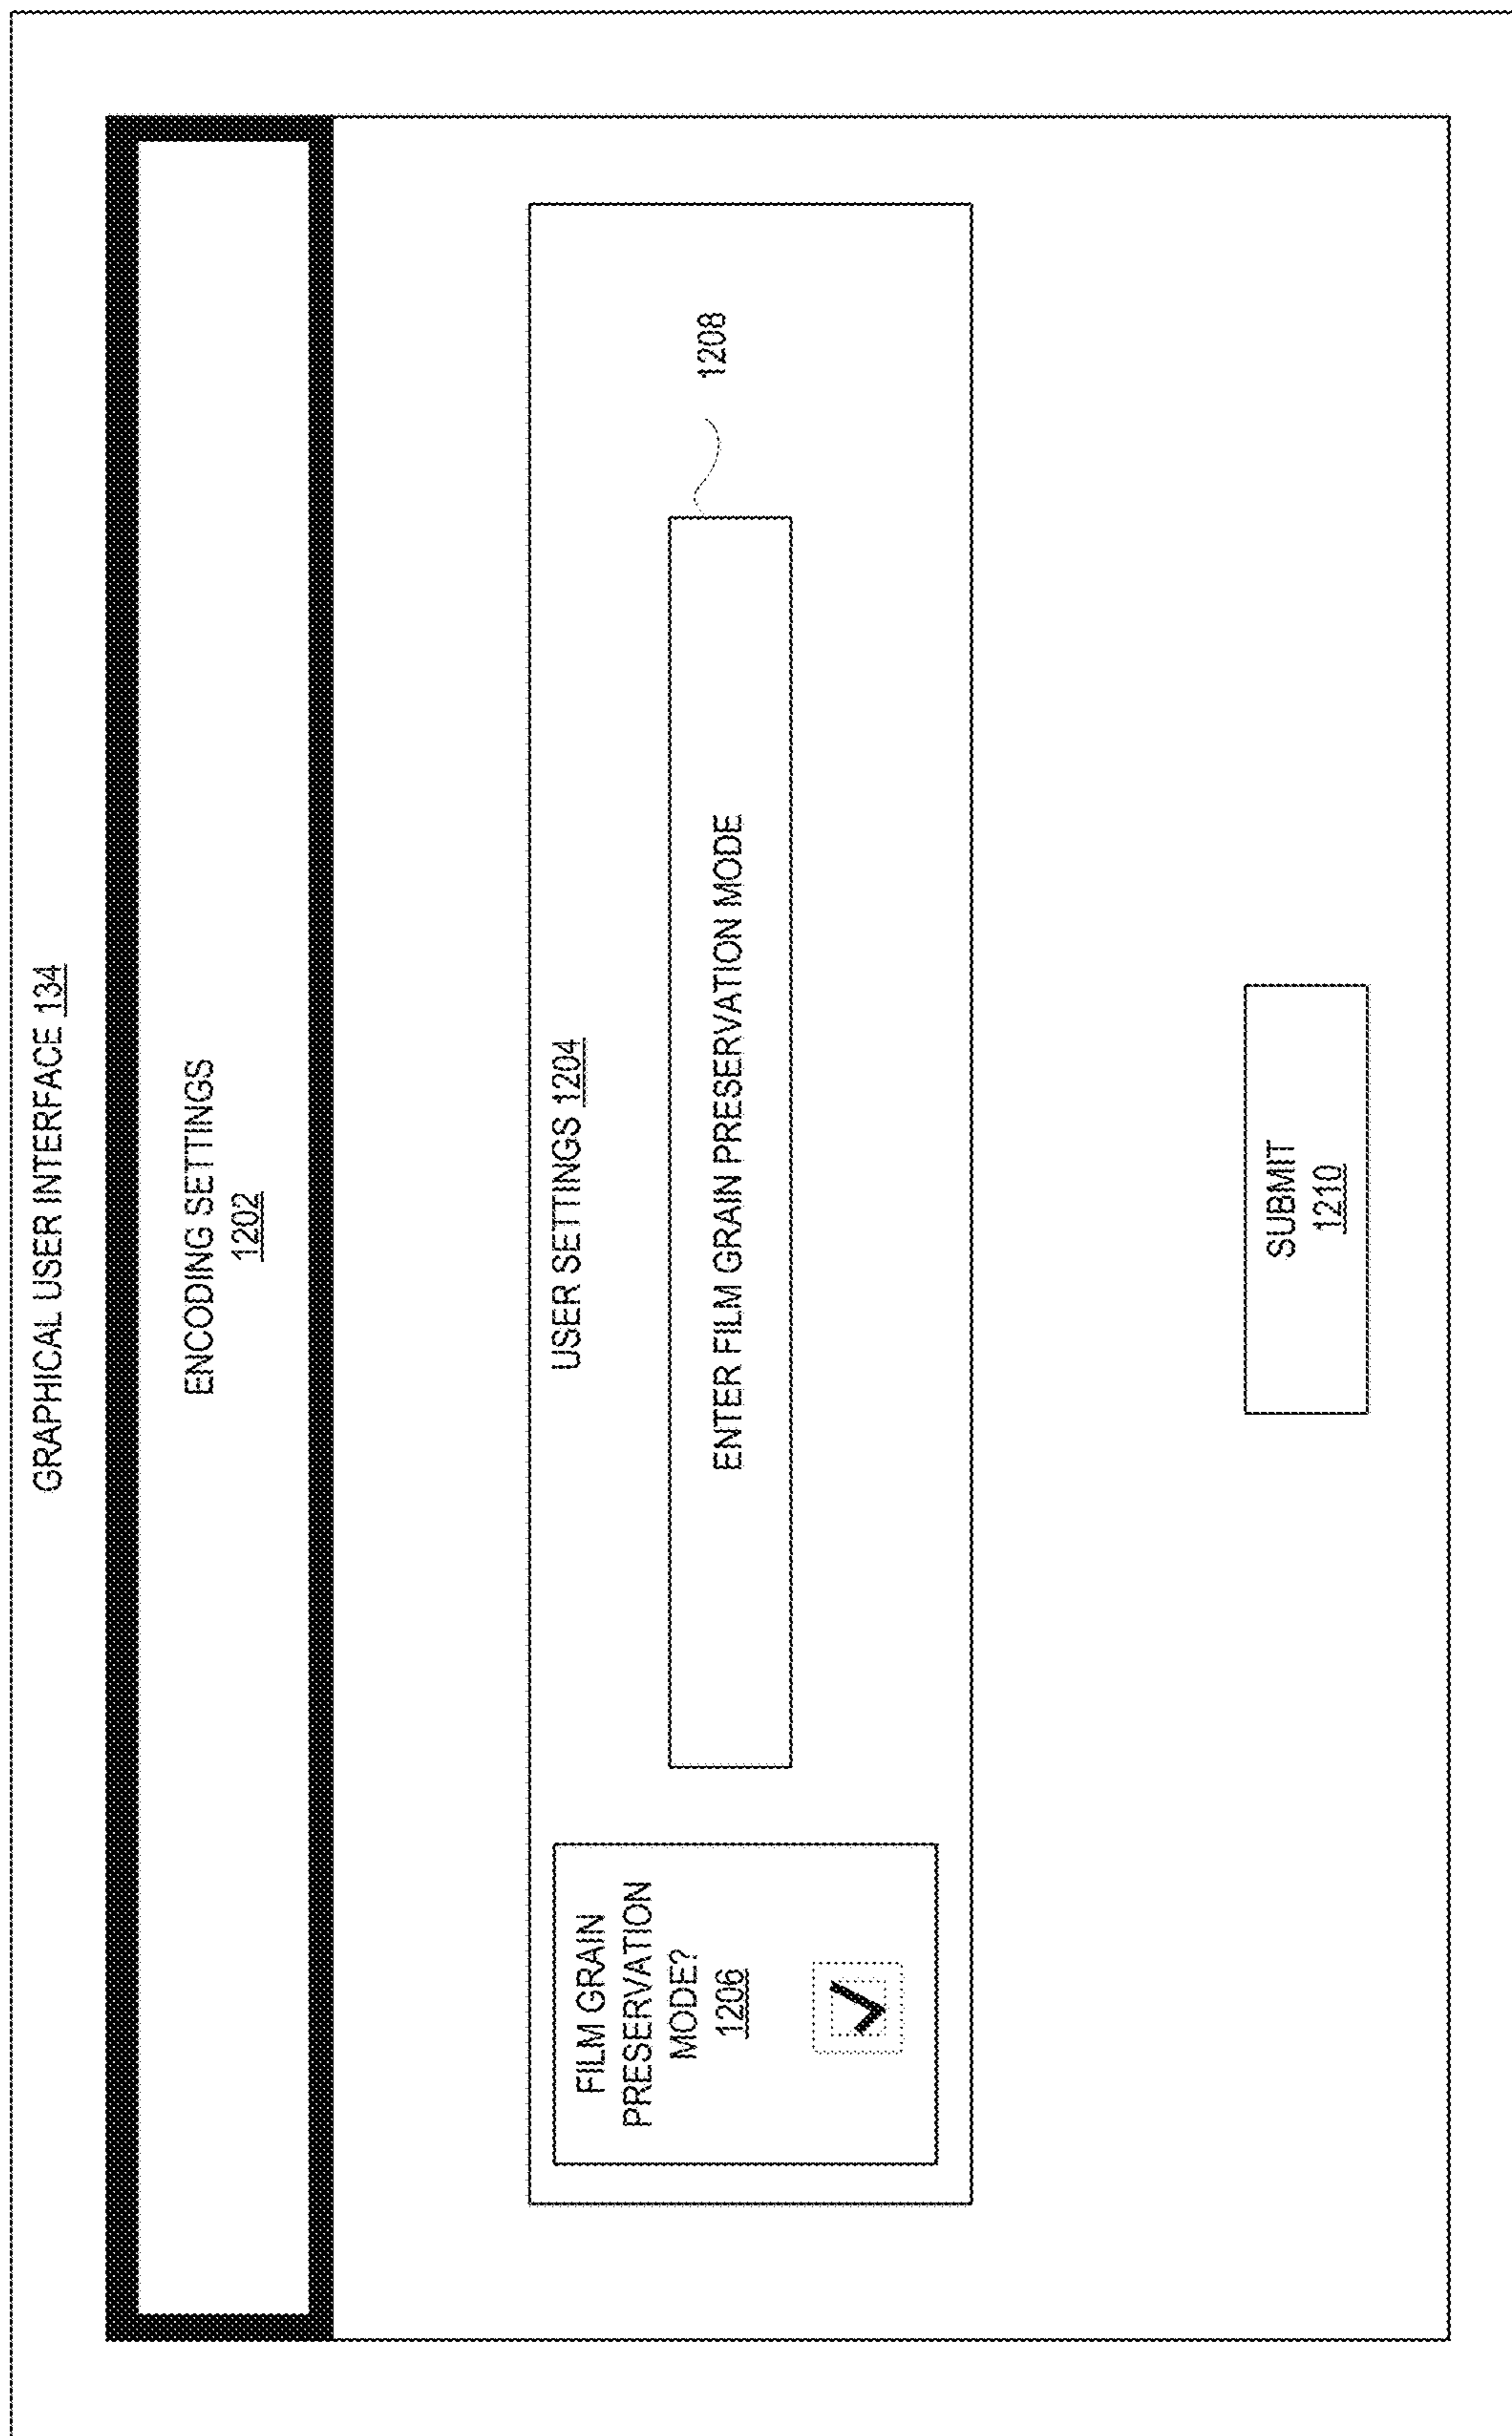 GRAPHICAL USER INTERFACE 134
ENCODING SETTINGS
1202
USER SETTINGS 1204
FILM GRAIN
PRESERVATION
MODE?
1206
ENTER FILM GRAIN PRESERVATION MODE
1208
SUBMIT
1210